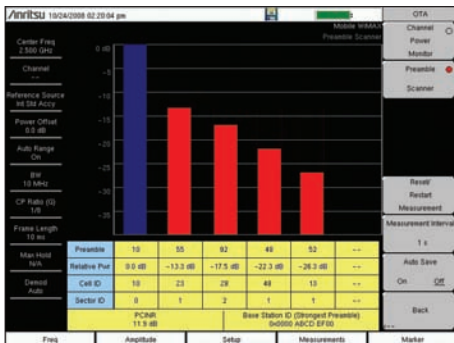 Anritsu 10/24/2008 02:20:04 pm
OTA
Mobile WiMAX
Preamble Scanner
Center Freq
2.500 GHz
Channel
--
Reference Source
Int Std Accy
Power Offset
0.0 dB
Auto Range
On
BW
10 MHz
CP Ratio (G)
1/8
Frame Length
10 ms
Max Hold
N/A
Demod
Auto
0 dB
-5
-10
-15
-20
-25
-30
-35
Preamble 10 55 92 49 52 --
Relative Pwr 0.0 dB -13.3 dB -17.5 dB -22.3 dB -28.3 dB --
Cell ID 10 23 28 49 13 --
Sector ID 0 1 2 1 1 --
PCINR
11.9 dB
Base Station ID (Strongest Preamble)
0x0000 ABCD EF00
Channel
Power
Monitor
Preamble
Scanner
Reset/
Restart
Measurement
Measurement Interval
1 s
Auto Save
On Off
Back
Freq Amplitude Setup Measurements Marker